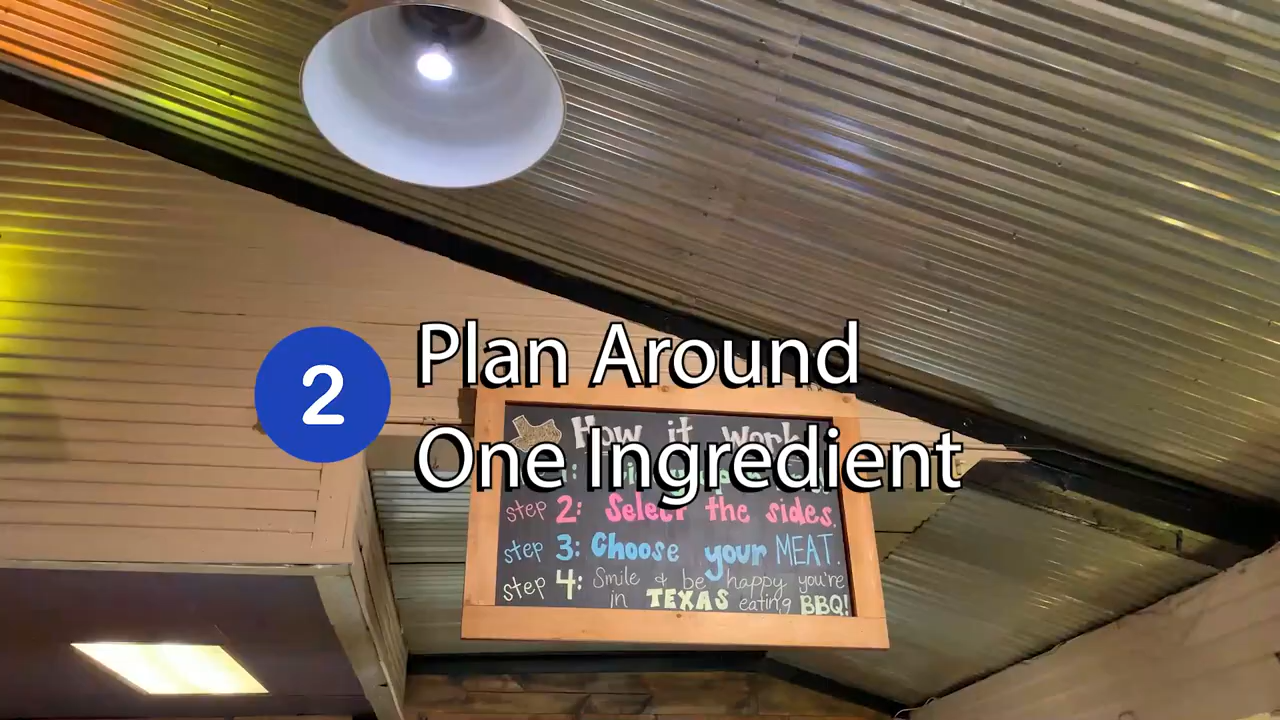 2
Plan Around
One Ingredient
How it
step 2: Select the sides.
step 3: Choose your MEAT.
step 4: Smile & be happy you're
in TEXAS eating BBQ!